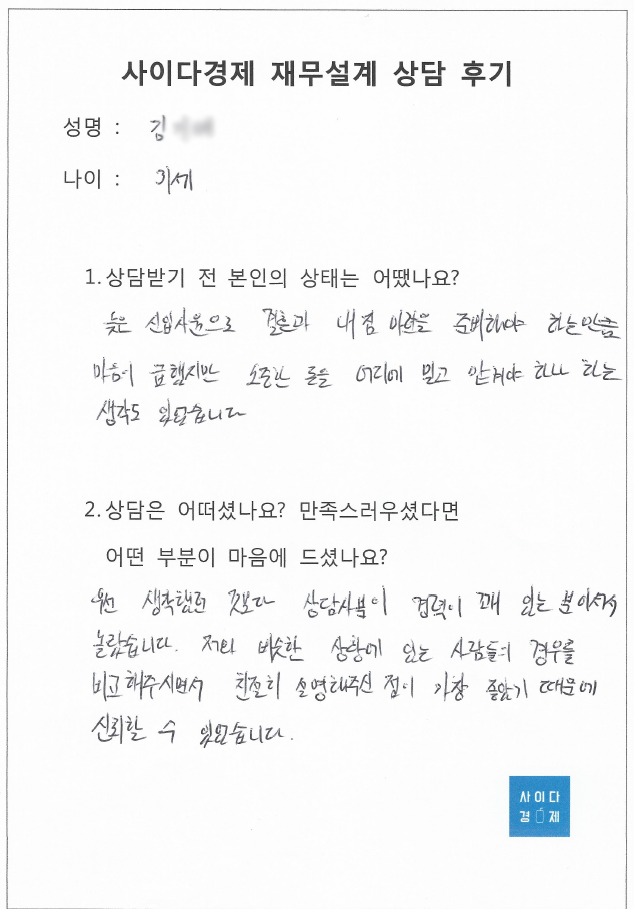 사이다경제 재무설계 상담 후기
성명 : 김
나이 : 31세
1. 상담받기 전 본인의 상태는 어땠나요?
늦은 신입사원으로 결혼과 내집 마련을 준비해야 하는만큼
마음이 급했지만 소중한 돈을 어디에 믿고 맡겨야 하나 하는
생각도 있었습니다
2. 상담은 어떠셨나요? 만족스러우셨다면
어떤 부분이 마음에 드셨나요?
우선 생각했던 것보다 상담사분이 경력이 꽤 있는 분이셔서
놀랐습니다. 저와 비슷한 상황에 있는 사람들의 경우를
비교해주시면서 친절히 설명해주신 점이 가장 좋았기 때문에
신뢰할 수 있었습니다.
사이다
경제